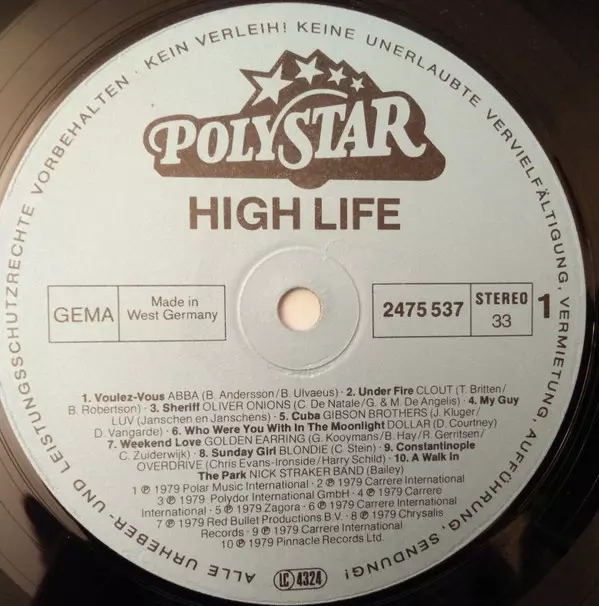 ALLE URHEBER- UND LEISTUNGSSCHUTZRECHTE VORBEHALTEN · KEIN VERLEIH! KEINE UNERLAUBTE VERVIELFÄLTIGUNG, VERMIETUNG, AUFFÜHRUNG, SENDUNG!
POLYSTAR
HIGH LIFE
GEMA
Made in
West Germany
2475 537
STEREO
33
1
1. Voulez-Vous ABBA (B. Andersson/B. Ulvaeus) · 2. Under Fire CLOUT (T. Britten/
B. Robertson) · 3. Sheriff OLIVER ONIONS (C. De Natale/G. & M. De Angelis) · 4. My Guy
LUV (Janschen en Janschens) · 5. Cuba GIBSON BROTHERS (J. Kluger/
D. Vangarde) · 6. Who Were You With In The Moonlight DOLLAR (D. Courtney)
7. Weekend Love GOLDEN EARRING (G. Kooymans/B. Hay/R. Gerritsen/
C. Zuiderwijk) · 8. Sunday Girl BLONDIE (C. Stein) · 9. Constantinople
OVERDRIVE (Chris Evans-Ironside/Harry Schild) · 10. A Walk In
The Park NICK STRAKER BAND (Bailey)
1 ℗ 1979 Polar Music International · 2 ℗ 1979 Carrere International
3 ℗ 1979 Polydor International GmbH · 4 ℗ 1979 Carrere
International · 5 ℗ 1979 Zagora · 6 ℗ 1979 Carrere International
7 ℗ 1979 Red Bullet Productions B.V. · 8 ℗ 1979 Chrysalis
Records · 9 ℗ 1979 Carrere International
10 ℗ 1979 Pinnacle Records Ltd.
LC 4324